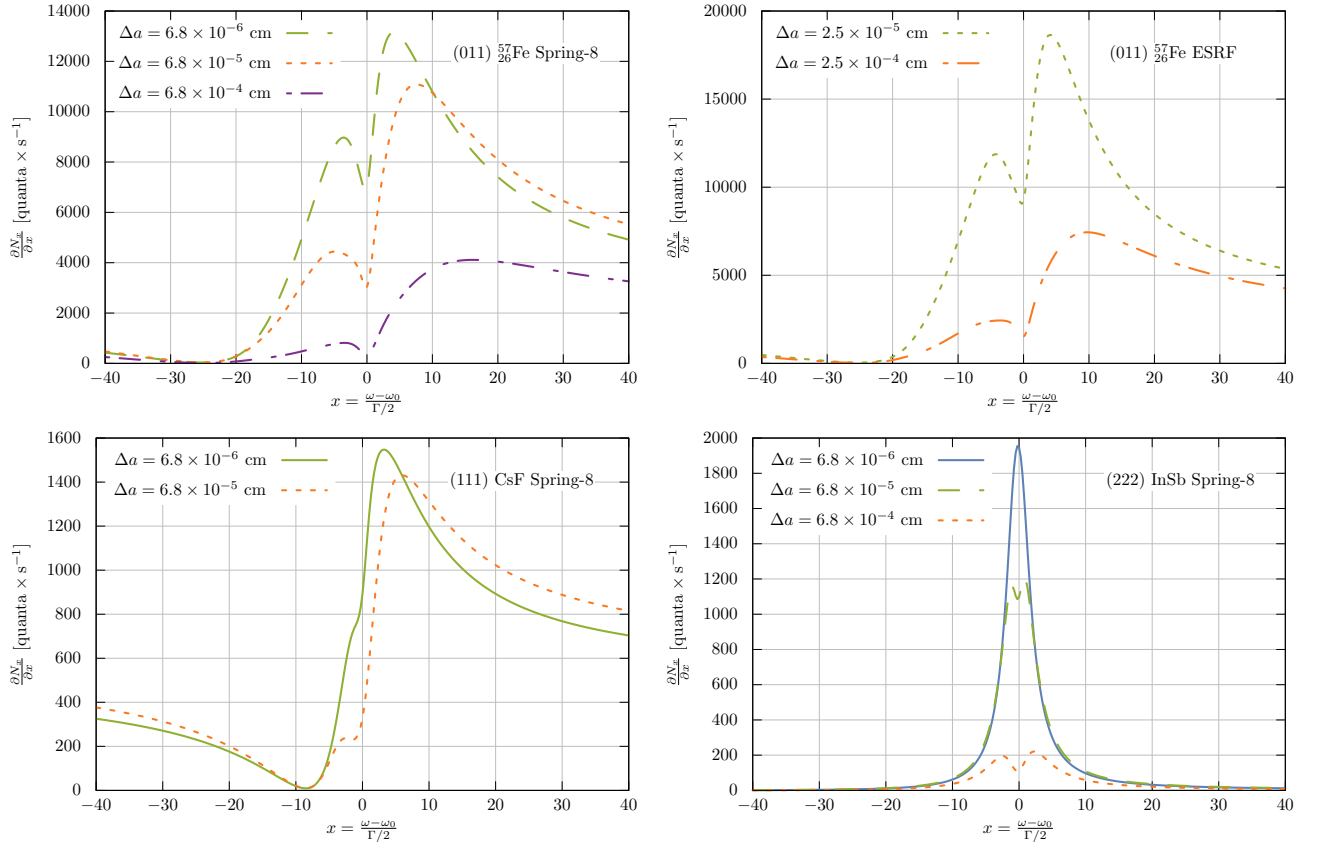 14000
12000
10000
8000
6000
4000
2000
0
∂Nₓ/∂x [quanta × s⁻¹]
Δa = 6.8 × 10⁻⁶ cm
Δa = 6.8 × 10⁻⁵ cm
Δa = 6.8 × 10⁻⁴ cm
(011) ⁵⁷₂₆Fe Spring-8
−40 −30 −20 −10 0 10 20 30 40
x = (ω−ω₀)/(Γ/2)
20000
15000
10000
5000
0
∂Nₓ/∂x [quanta × s⁻¹]
Δa = 2.5 × 10⁻⁵ cm
Δa = 2.5 × 10⁻⁴ cm
(011) ⁵⁷₂₆Fe ESRF
−40 −30 −20 −10 0 10 20 30 40
x = (ω−ω₀)/(Γ/2)
1600
1400
1200
1000
800
600
400
200
0
∂Nₓ/∂x [quanta × s⁻¹]
Δa = 6.8 × 10⁻⁶ cm
Δa = 6.8 × 10⁻⁵ cm
(111) CsF Spring-8
−40 −30 −20 −10 0 10 20 30 40
x = (ω−ω₀)/(Γ/2)
2000
1800
1600
1400
1200
1000
800
600
400
200
0
∂Nₓ/∂x [quanta × s⁻¹]
Δa = 6.8 × 10⁻⁶ cm
Δa = 6.8 × 10⁻⁵ cm
Δa = 6.8 × 10⁻⁴ cm
(222) InSb Spring-8
−40 −30 −20 −10 0 10 20 30 40
x = (ω−ω₀)/(Γ/2)